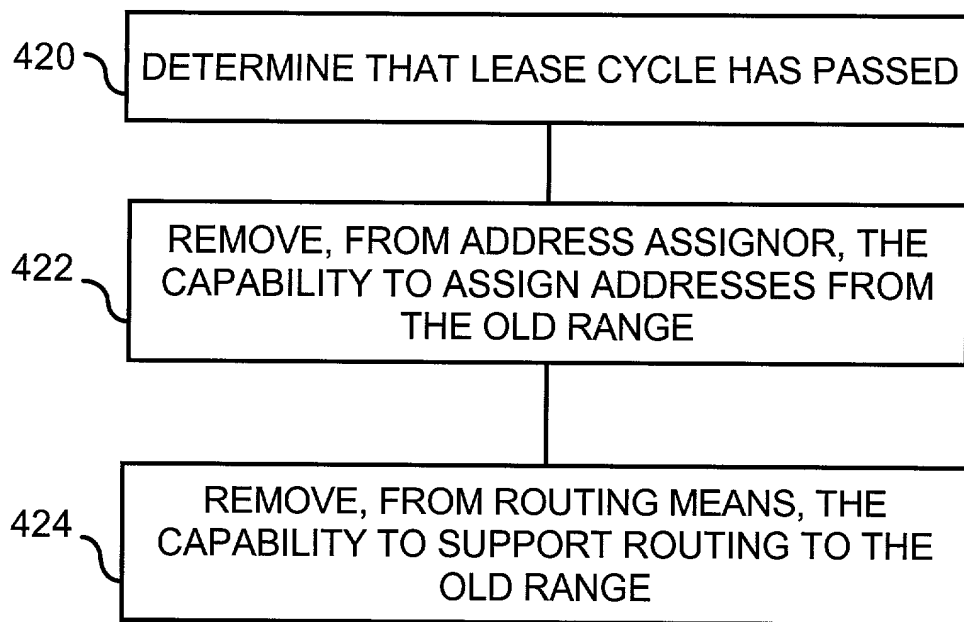 420
DETERMINE THAT LEASE CYCLE HAS PASSED
422
REMOVE, FROM ADDRESS ASSIGNOR, THE
CAPABILITY TO ASSIGN ADDRESSES FROM
THE OLD RANGE
424
REMOVE, FROM ROUTING MEANS, THE
CAPABILITY TO SUPPORT ROUTING TO THE
OLD RANGE